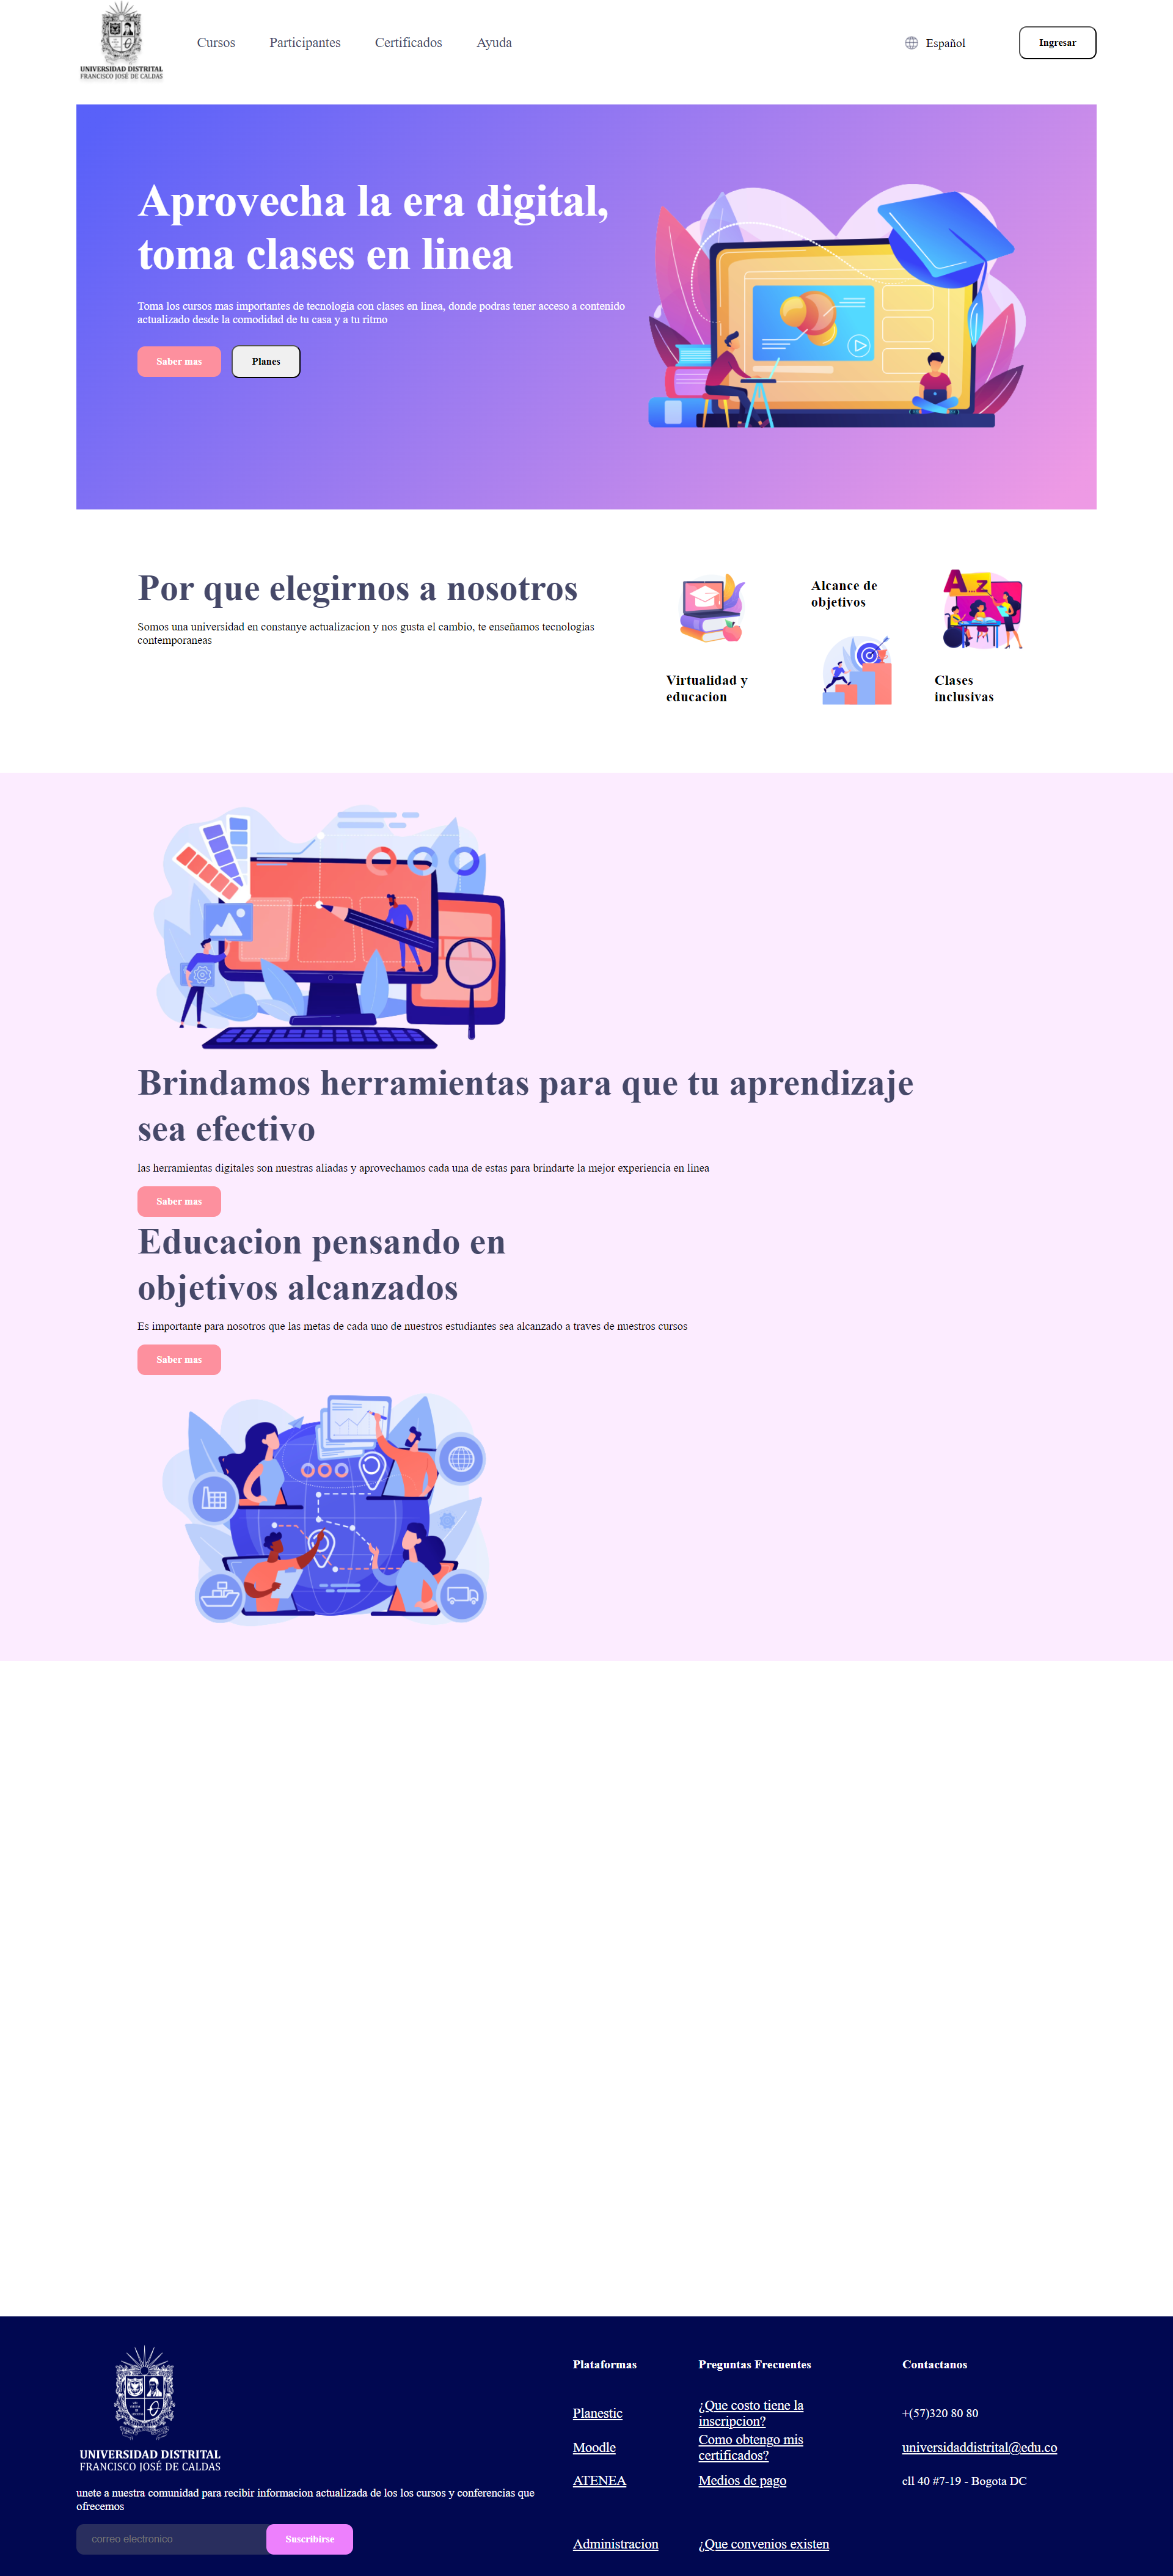 UNIVERSIDAD DISTRITAL
FRANCISCO JOSÉ DE CALDAS
Cursos
Participantes
Certificados
Ayuda
Español
Ingresar
Aprovecha la era digital,
toma clases en linea
Toma los cursos mas importantes de tecnologia con clases en linea, donde podras tener acceso a contenido
actualizado desde la comodidad de tu casa y a tu ritmo
Saber mas
Planes
Por que elegirnos a nosotros
Somos una universidad en constanye actualizacion y nos gusta el cambio, te enseñamos tecnologias
contemporaneas
Virtualidad y
educacion
Alcance de
objetivos
A...z
Clases
inclusivas
Brindamos herramientas para que tu aprendizaje
sea efectivo
las herramientas digitales son nuestras aliadas y aprovechamos cada una de estas para brindarte la mejor experiencia en linea
Saber mas
Educacion pensando en
objetivos alcanzados
Es importante para nosotros que las metas de cada uno de nuestros estudiantes sea alcanzado a traves de nuestros cursos
Saber mas
UNIVERSIDAD DISTRITAL
FRANCISCO JOSÉ DE CALDAS
unete a nuestra comunidad para recibir informacion actualizada de los los cursos y conferencias que
ofrecemos
correo electronico
Suscribirse
Plataformas
Planestic
Moodle
ATENEA
Administracion
Preguntas Frecuentes
¿Que costo tiene la
inscripcion?
Como obtengo mis
certificados?
Medios de pago
¿Que convenios existen
Contactanos
+(57)320 80 80
universidaddistrital@edu.co
cll 40 #7-19 - Bogota DC